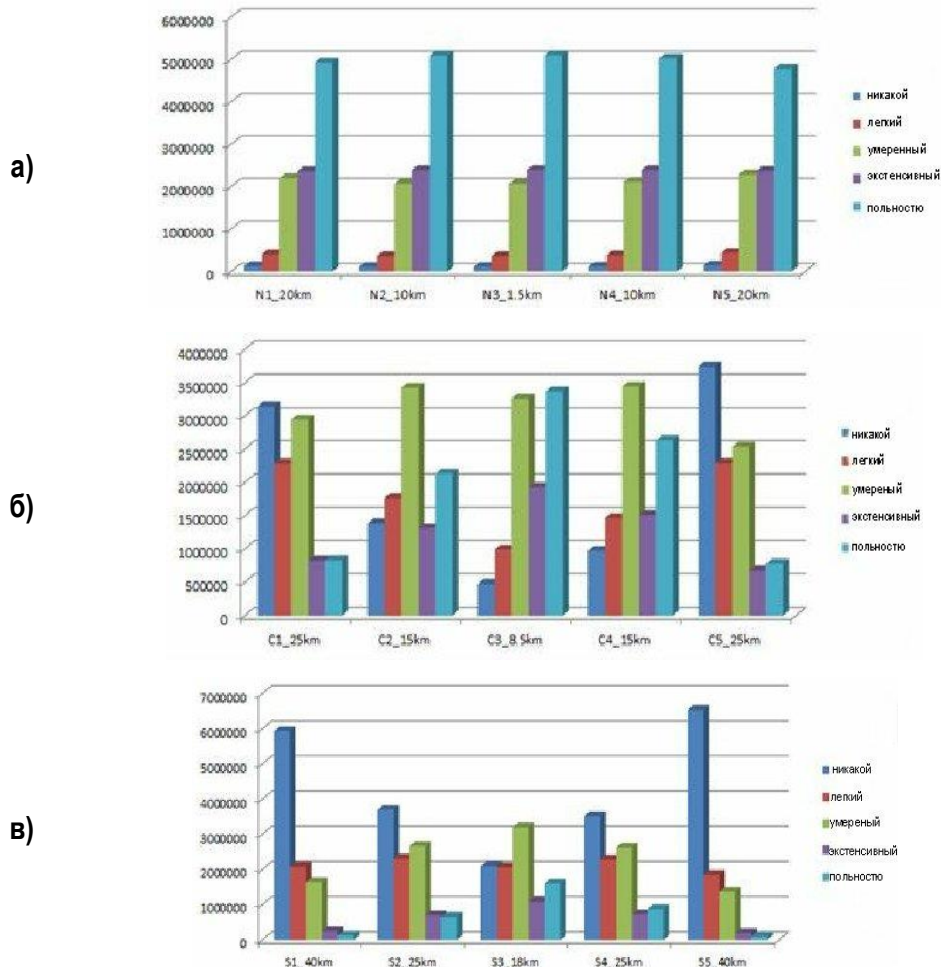 а)
6000000
5000000
4000000
3000000
2000000
1000000
0
N1_20km N2_10km N3_1.5km N4_10km N5_20km
никакой
легкий
умеренный
экстенсивный
польностю
б)
4000000
3500000
3000000
2500000
2000000
1500000
1000000
500000
0
C1_25km C2_15km C3_8.5km C4_15km C5_25km
никакой
легкий
умереный
экстенсивный
польностю
в)
7000000
6000000
5000000
4000000
3000000
2000000
1000000
0
S1_40km S2_25km S3_18km S4_25km S5_40km
никакой
легкий
умереный
экстенсивный
польностю